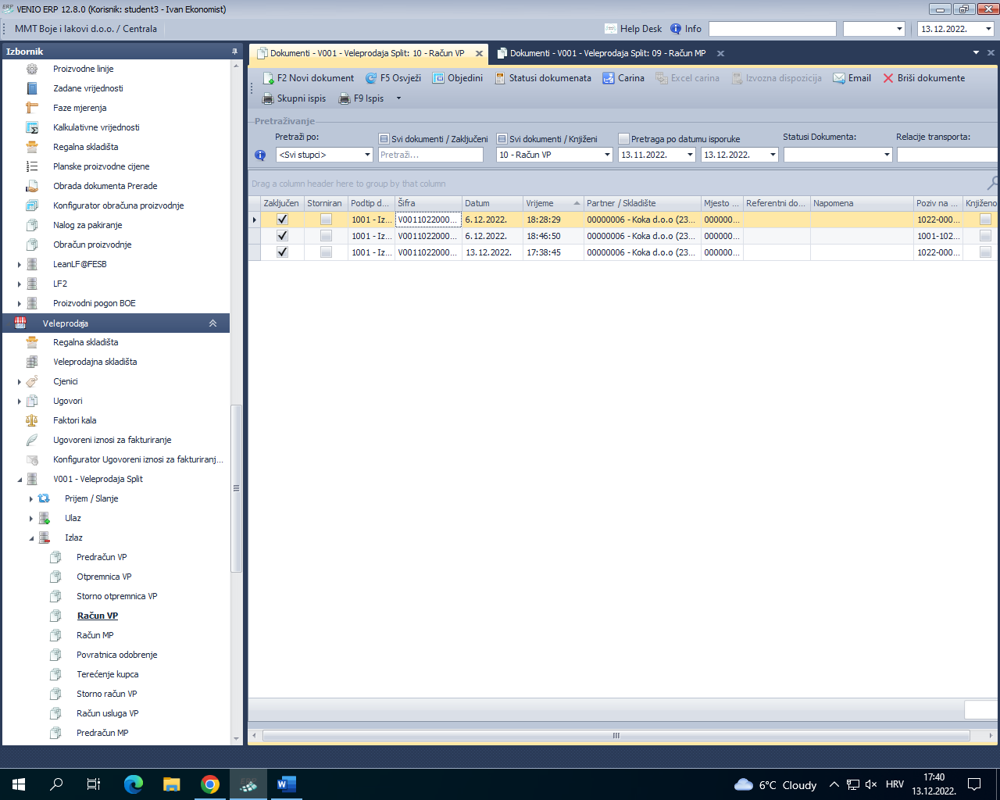 VENIO ERP 12.8.0 (Korisnik: student3 - Ivan Ekonomist)
MMT Boje i lakovi d.o.o. / Centrala
Help Desk
Info
13.12.2022.
Izbornik
Proizvodne linije
Zadane vrijednosti
Faze mjerenja
Kalkulative vrijednosti
Regalna skladišta
Planske proizvodne cijene
Obrada dokumenta Prerade
Konfigurator obračuna proizvodnje
Nalog za pakiranje
Obračun proizvodnje
LeanLF@FESB
LF2
Proizvodni pogon BOE
Veleprodaja
Regalna skladišta
Veleprodajna skladišta
Cjenici
Ugovori
Faktori kala
Ugovoreni iznosi za fakturiranje
Konfigurator Ugovoreni iznosi za fakturiranj...
V001 - Veleprodaja Split
Prijem / Slanje
Ulaz
Izlaz
Predračun VP
Otpremnica VP
Storno otpremnica VP
Račun VP
Račun MP
Povratnica odobrenje
Terećenje kupca
Storno račun VP
Račun usluga VP
Predračun MP
Dokumenti - V001 - Veleprodaja Split: 10 - Račun VP
Dokumenti - V001 - Veleprodaja Split: 09 - Račun MP
F2 Novi dokument
F5 Osvježi
Objedini
Statusi dokumenata
Carina
Excel carina
Izvozna dispozicija
Email
Briši dokumente
Skupni ispis
F9 Ispis
Pretraživanje
Pretraži po:
Svi dokumenti / Zaključeni
Svi dokumenti / Knjiženi
Pretraga po datumu isporuke
Statusi Dokumenta:
Relacije transporta:
<Svi stupci>
Pretraži...
10 - Račun VP
13.11.2022.
13.12.2022.
Drag a column header here to group by that column
Zaključen Storniran Podtip d... Šifra Datum Vrijeme Partner / Skladište Mjesto ... Referentni do... Napomena Poziv na ... Knjiženo
1001 - Iz... V0011022000... 6.12.2022. 18:28:29 00000006 - Koka d.o.o (23... 000000... 1022-000...
1001 - Iz... V0011022000... 6.12.2022. 18:46:50 00000006 - Koka d.o.o (23... 000000... 1001-102...
1001 - Iz... V0011022000... 13.12.2022. 17:38:45 00000006 - Koka d.o.o (23... 000000... 1022-000...
6°C Cloudy
HRV
17:40
13.12.2022.